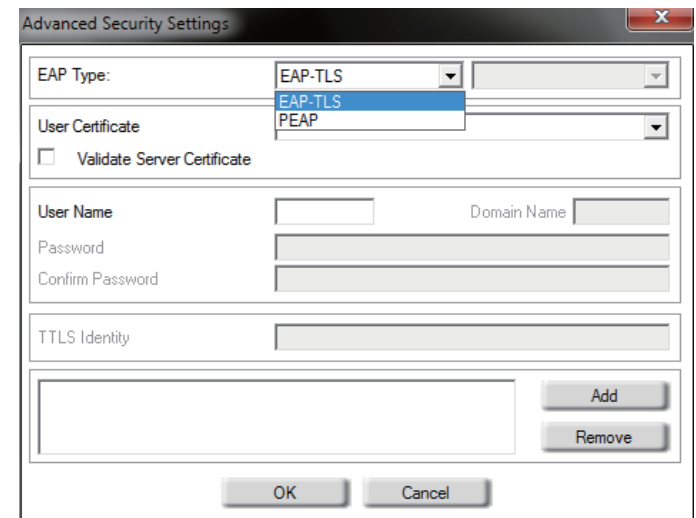 Advanced Security Settings
x
EAP Type:
EAP-TLS
EAP-TLS
PEAP
User Certificate
Validate Server Certificate
User Name
Domain Name
Password
Confirm Password
TTLS Identity
Add
Remove
OK
Cancel